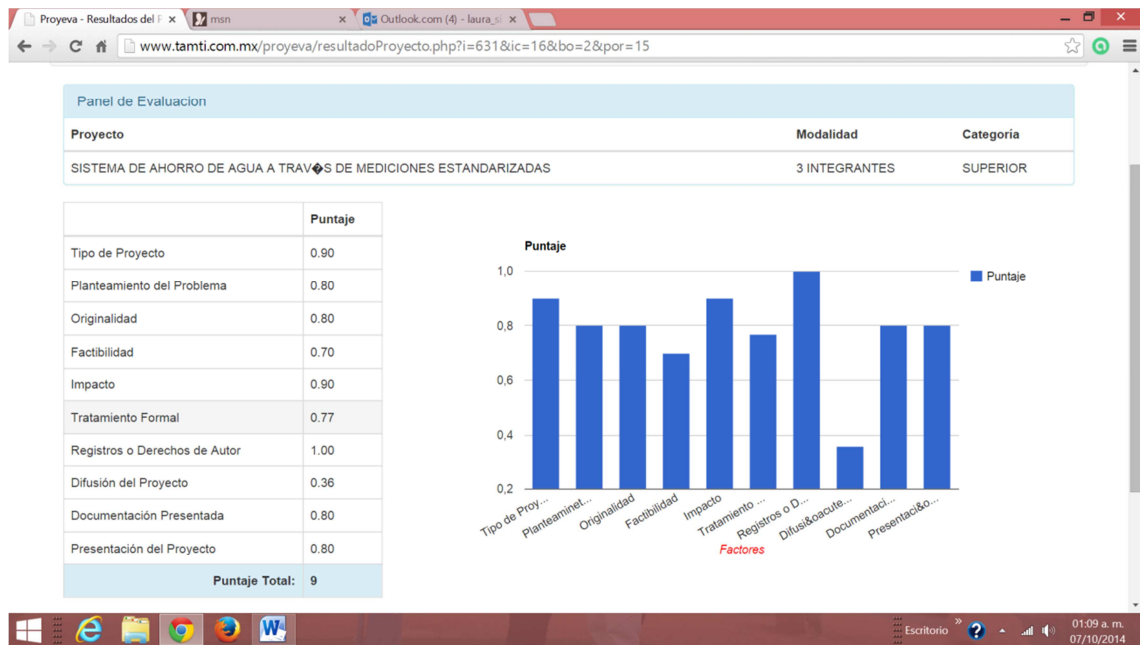 Proyeva - Resultados del P
msn
Outlook.com (4) - laura_si
www.tamti.com.mx/proyeva/resultadoProyecto.php?i=631&ic=16&bo=2&por=15
Panel de Evaluacion
Proyecto Modalidad Categoría
SISTEMA DE AHORRO DE AGUA A TRAV�S DE MEDICIONES ESTANDARIZADAS 3 INTEGRANTES SUPERIOR
Puntaje
Tipo de Proyecto 0.90
Planteamiento del Problema 0.80
Originalidad 0.80
Factibilidad 0.70
Impacto 0.90
Tratamiento Formal 0.77
Registros o Derechos de Autor 1.00
Difusión del Proyecto 0.36
Documentación Presentada 0.80
Presentación del Proyecto 0.80
Puntaje Total: 9
Puntaje
1,0
0,8
0,6
0,4
0,2
Puntaje
Tipo de Proy...
Planteaminet...
Originalidad
Factibilidad
Impacto
Tratamiento ...
Registros o D...
Difusi&oacute...
Documentaci...
Presentaci&o...
Factores
Escritorio
01:09 a. m.
07/10/2014